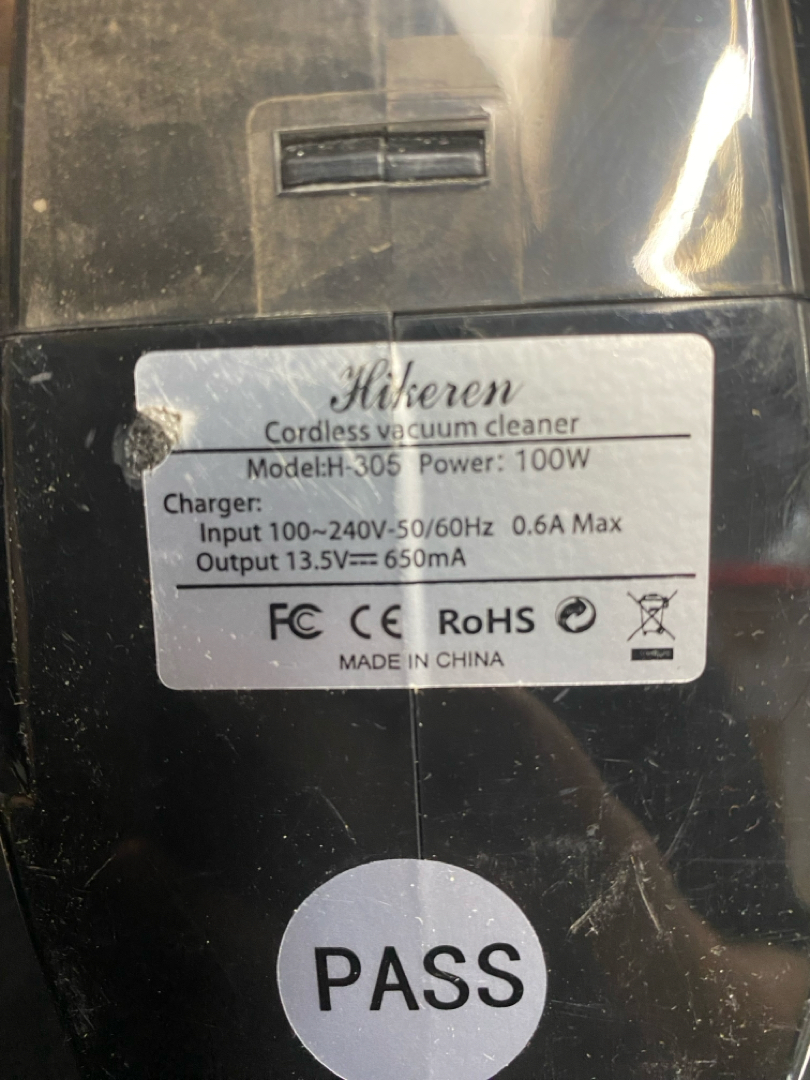 Hikeren
Cordless vacuum cleaner
Model:H-305 Power: 100W
Charger:
Input 100~240V-50/60Hz 0.6A Max
Output 13.5V⎓650mA
FC CE RoHS
MADE IN CHINA
PASS